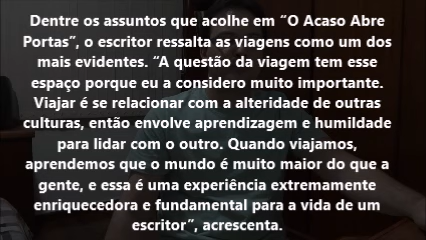 Dentre os assuntos que acolhe em “O Acaso Abre
Portas”, o escritor ressalta as viagens como um dos
mais evidentes. “A questão da viagem tem esse
espaço porque eu a considero muito importante.
Viajar é se relacionar com a alteridade de outras
culturas, então envolve aprendizagem e humildade
para lidar com o outro. Quando viajamos,
aprendemos que o mundo é muito maior do que a
gente, e essa é uma experiência extremamente
enriquecedora e fundamental para a vida de um
escritor”, acrescenta.